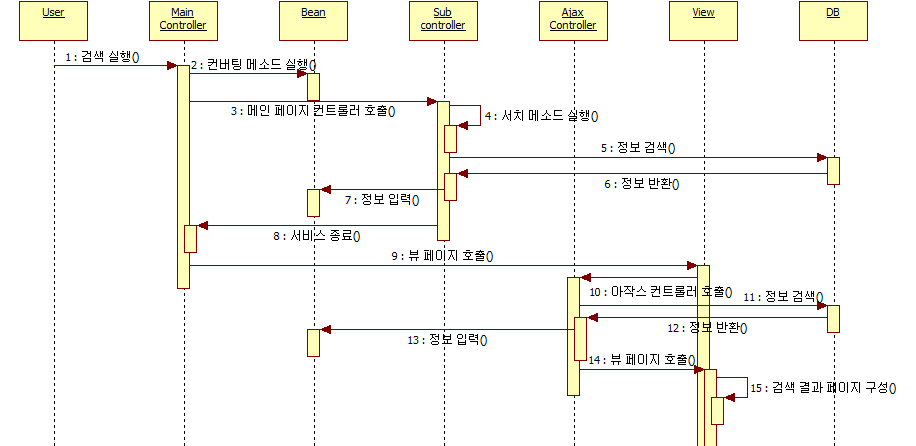 User
Main
Controller
Bean
Sub
controller
Ajax
Controller
View
DB
1 : 검색 실행()
2 : 컨버팅 메소드 실행()
3 : 메인 페이지 컨트롤러 호출()
4 : 서치 메소드 실행()
5 : 정보 검색()
6 : 정보 반환()
7 : 정보 입력()
8 : 서비스 종료()
9 : 뷰 페이지 호출()
10 : 아작스 컨트롤러 호출()
11 : 정보 검색()
12 : 정보 반환()
13 : 정보 입력()
14 : 뷰 페이지 호출()
15 : 검색 결과 페이지 구성()